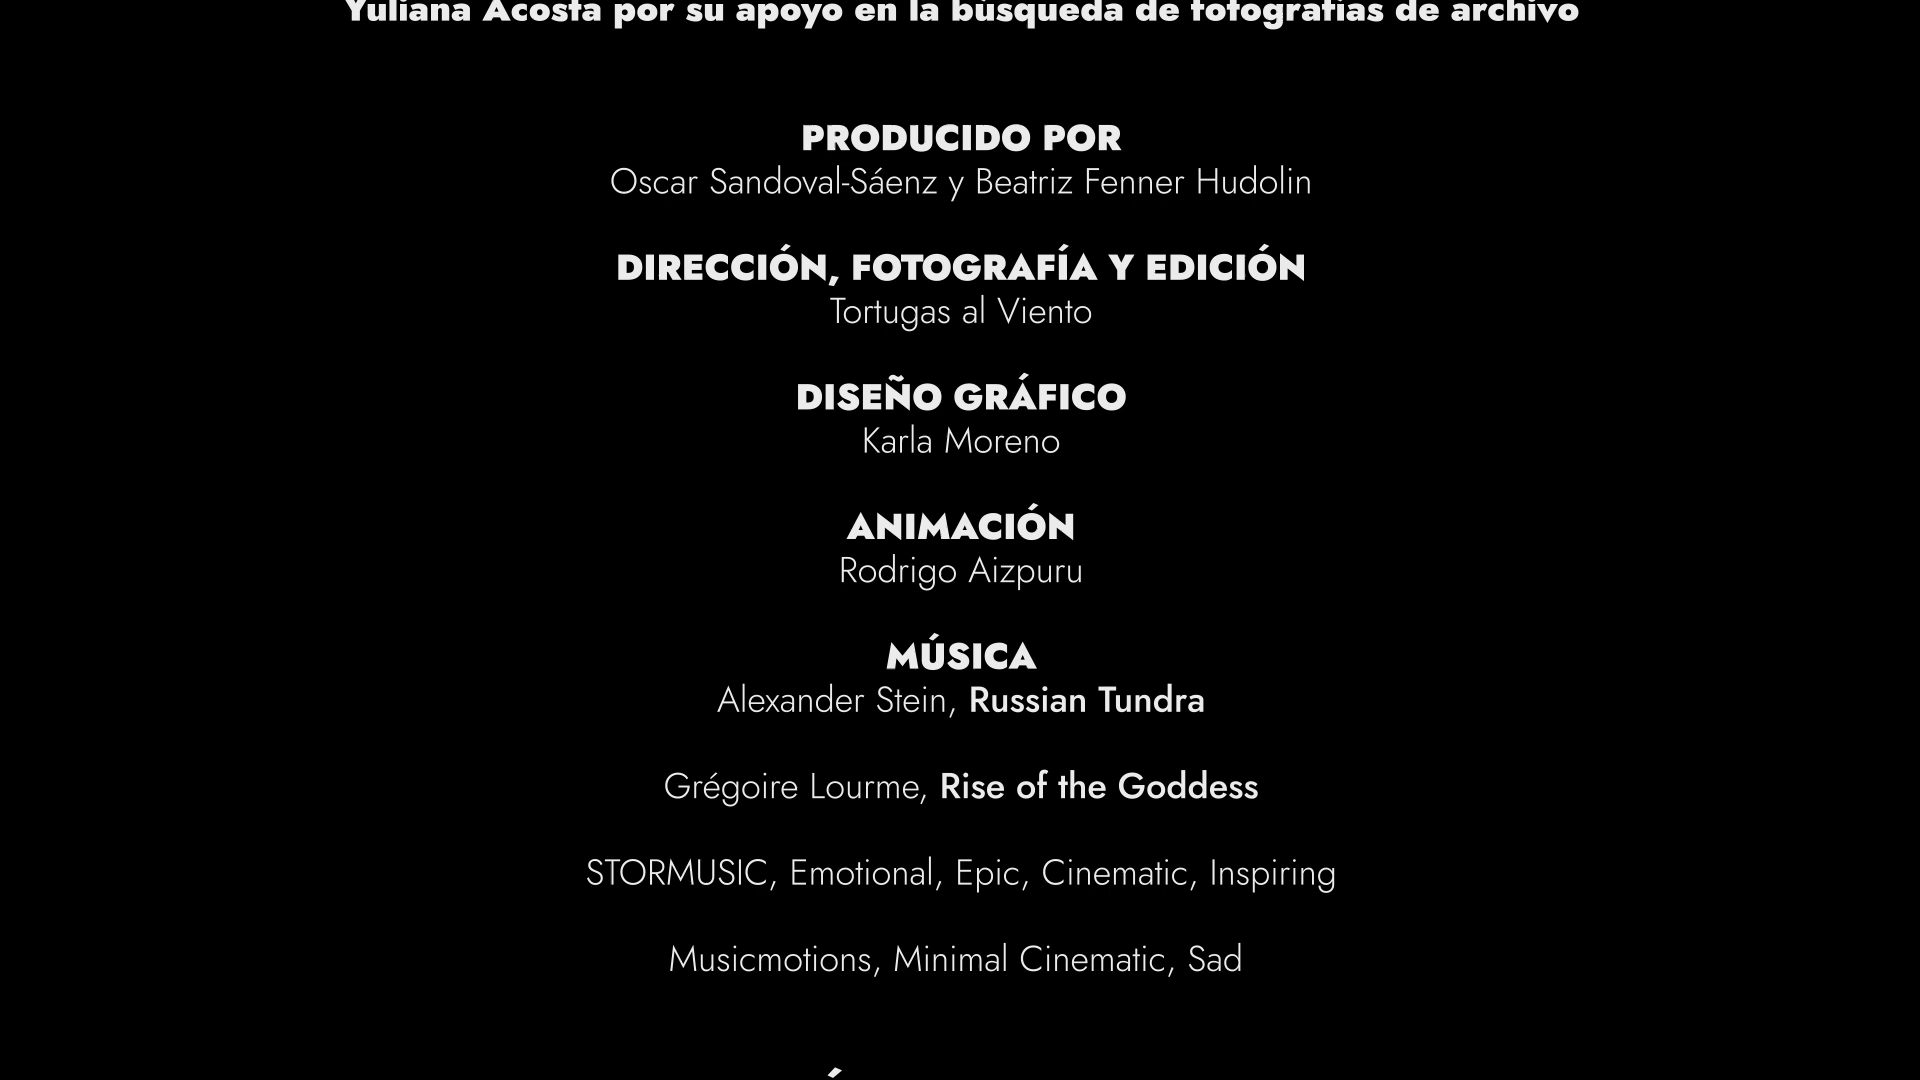 Yuliana Acosta por su apoyo en la búsqueda de fotografías de archivo
PRODUCIDO POR
Oscar Sandoval-Sáenz y Beatriz Fenner Hudolin
DIRECCIÓN, FOTOGRAFÍA Y EDICIÓN
Tortugas al Viento
DISEÑO GRÁFICO
Karla Moreno
ANIMACIÓN
Rodrigo Aizpuru
MÚSICA
Alexander Stein, Russian Tundra
Grégoire Lourme, Rise of the Goddess
STORMUSIC, Emotional, Epic, Cinematic, Inspiring
Musicmotions, Minimal Cinematic, Sad